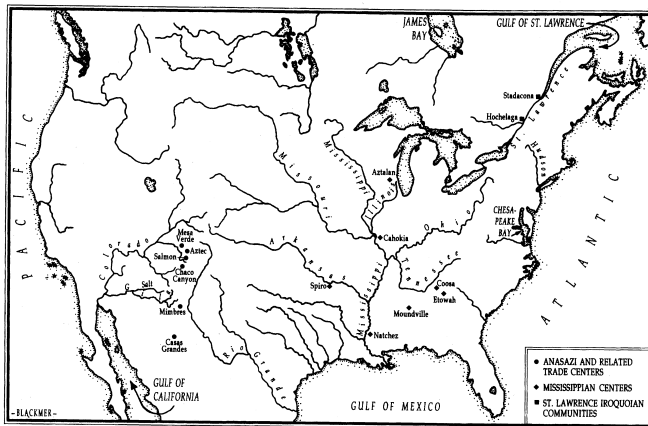 JAMES
BAY
GULF OF ST. LAWRENCE
Stadacona
Hochelaga
St. Lawrence
Hudson
PACIFIC
Missouri
Mississippi
Illinois
Aztalan
CHESA-
PEAKE
BAY
Ohio
Cahokia
Colorado
Mesa
Verde
Aztec
Salmon
Chaco
Canyon
Arkansas
Tennessee
ATLANTIC
Gila
Salt
Spiro
Mississippi
Coosa
Etowah
Mimbres
Moundville
Natchez
Casas
Grandes
Rio Grande
GULF OF
CALIFORNIA
GULF OF MEXICO
ANASAZI AND RELATED
TRADE CENTERS
MISSISSIPPIAN CENTERS
ST. LAWRENCE IROQUOIAN
COMMUNITIES
-BLACKMER-